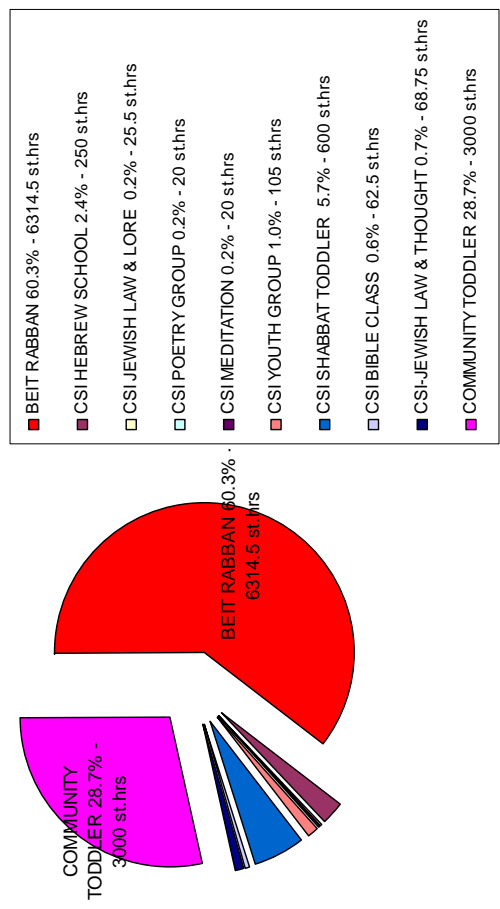 BEIT RABBAN 60.3% - 6314.5 st.hrs
CSI HEBREW SCHOOL 2.4% - 250 st.hrs
CSI JEWISH LAW & LORE 0.2% - 25.5 st.hrs
CSI POETRY GROUP 0.2% - 20 st.hrs
CSI MEDITATION 0.2% - 20 st.hrs
CSI YOUTH GROUP 1.0% - 105 st.hrs
CSI SHABBAT TODDLER 5.7% - 600 st.hrs
CSI BIBLE CLASS 0.6% - 62.5 st.hrs
CSI-JEWISH LAW & THOUGHT 0.7% - 68.75 st.hrs
COMMUNITY TODDLER 28.7% - 3000 st.hrs
BEIT RABBAN 60.3% -
6314.5 st.hrs
COMMUNITY
TODDLER 28.7% -
3000 st.hrs